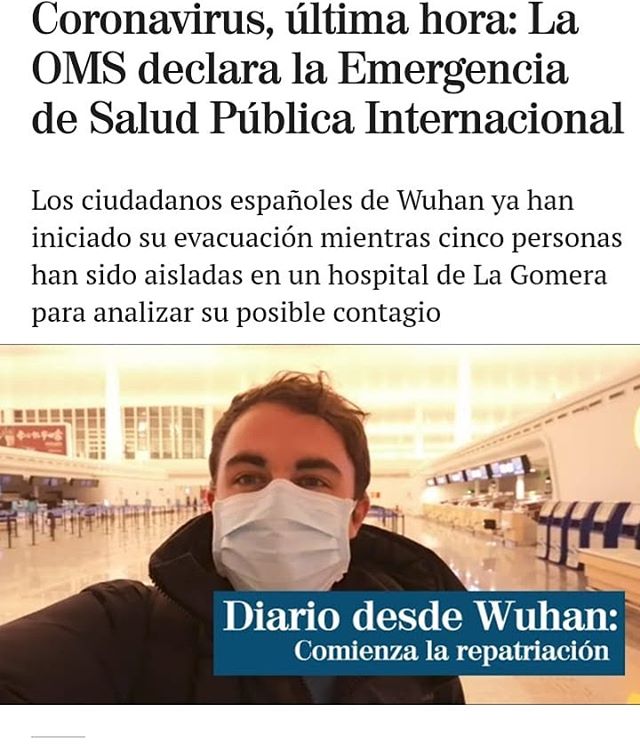 Coronavirus, última hora: La
OMS declara la Emergencia
de Salud Pública Internacional
Los ciudadanos españoles de Wuhan ya han
iniciado su evacuación mientras cinco personas
han sido aisladas en un hospital de La Gomera
para analizar su posible contagio
Diario desde Wuhan:
Comienza la repatriación